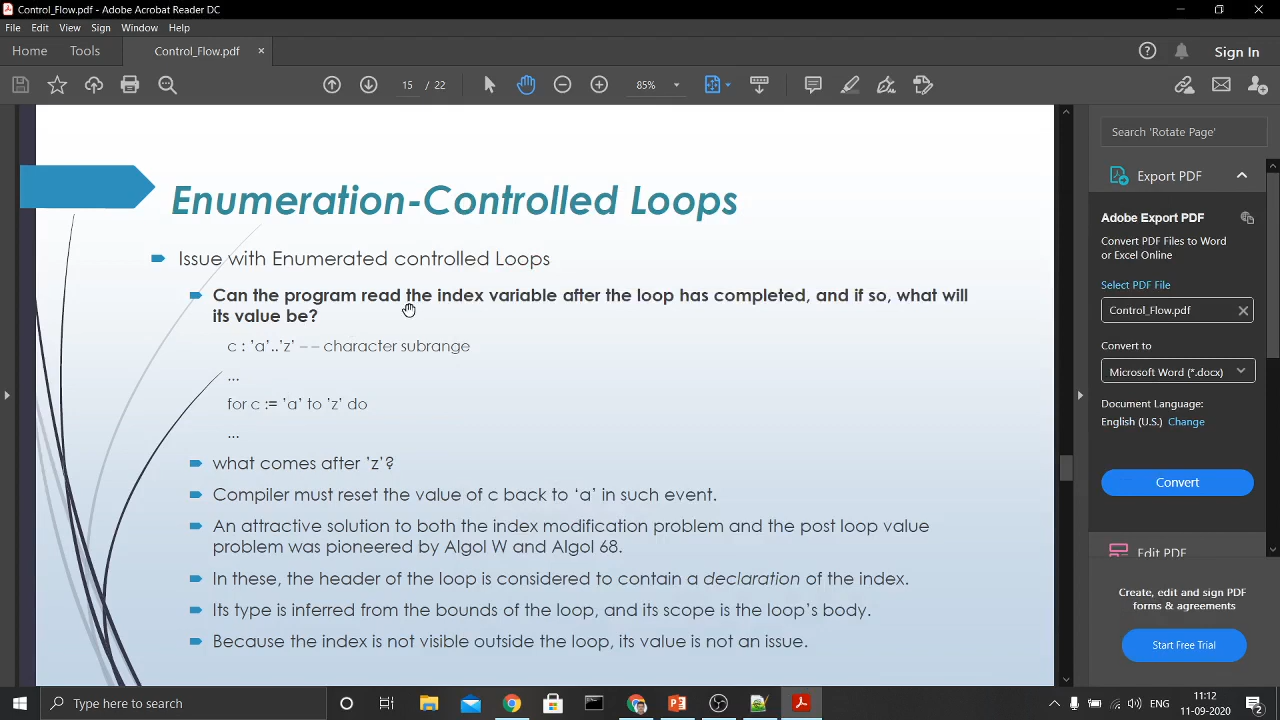 Control_Flow.pdf - Adobe Acrobat Reader DC
File Edit View Sign Window Help
Home Tools Control_Flow.pdf × Sign In
15 / 22 85%
Search 'Rotate Page'
Export PDF
Adobe Export PDF
Convert PDF Files to Word
or Excel Online
Select PDF File
Control_Flow.pdf
Convert to
Microsoft Word (*.docx)
Document Language:
English (U.S.) Change
Convert
Edit PDF
Create, edit and sign PDF
forms & agreements
Start Free Trial
Enumeration-Controlled Loops
Issue with Enumerated controlled Loops
Can the program read the index variable after the loop has completed, and if so, what will
its value be?
c : ’a’..’z’ – – character subrange
...
for c := ’a’ to ’z’ do
...
what comes after ’z’?
Compiler must reset the value of c back to ‘a’ in such event.
An attractive solution to both the index modification problem and the post loop value
problem was pioneered by Algol W and Algol 68.
In these, the header of the loop is considered to contain a declaration of the index.
Its type is inferred from the bounds of the loop, and its scope is the loop’s body.
Because the index is not visible outside the loop, its value is not an issue.
Type here to search
ENG
11:12
11-09-2020
2